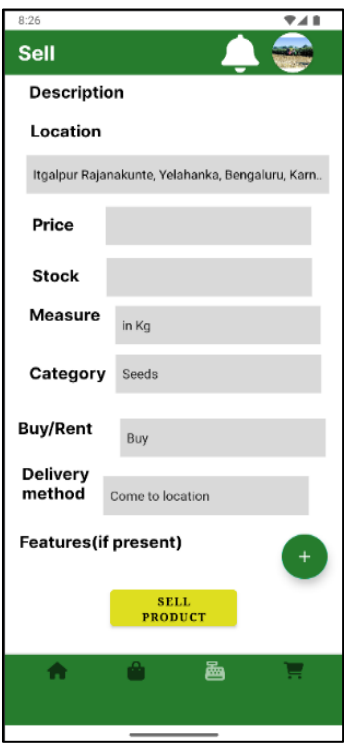 8:26
Sell
Description
Location
Itgalpur Rajanakunte, Yelahanka, Bengaluru, Karn..
Price
Stock
Measure
in Kg
Category
Seeds
Buy/Rent
Buy
Delivery
method
Come to location
Features(if present)
+
SELL
PRODUCT